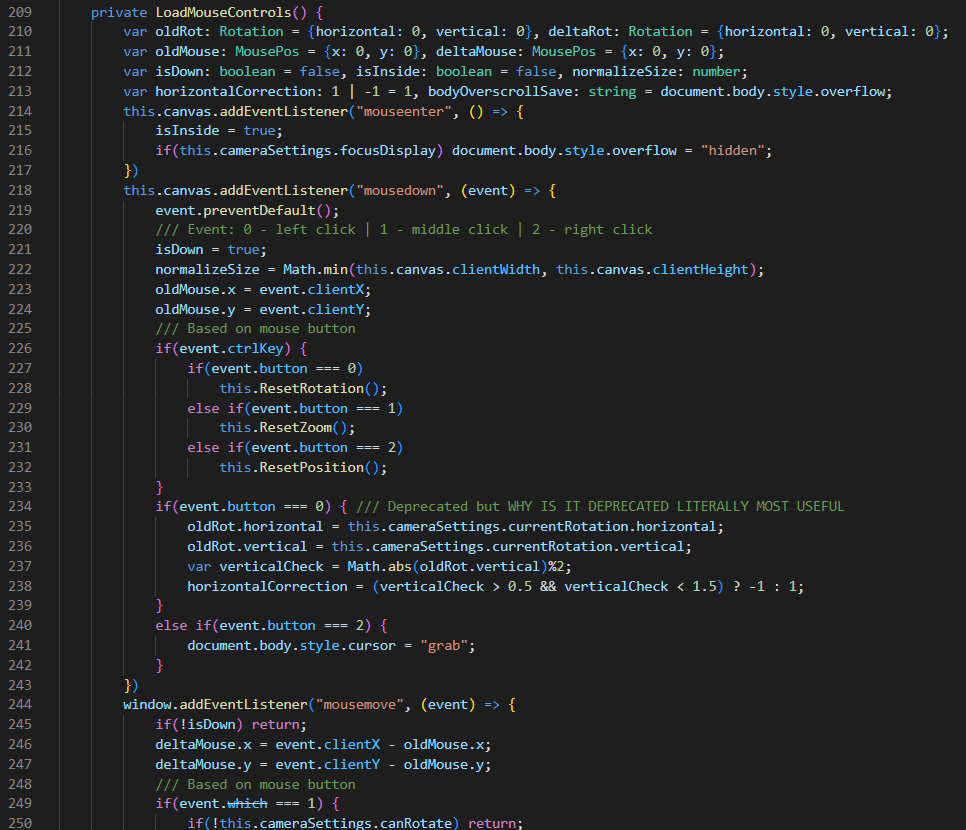 209 private LoadMouseControls() {
210 var oldRot: Rotation = {horizontal: 0, vertical: 0}, deltaRot: Rotation = {horizontal: 0, vertical: 0};
211 var oldMouse: MousePos = {x: 0, y: 0}, deltaMouse: MousePos = {x: 0, y: 0};
212 var isDown: boolean = false, isInside: boolean = false, normalizeSize: number;
213 var horizontalCorrection: 1 | -1 = 1, bodyOverscrollSave: string = document.body.style.overflow;
214 this.canvas.addEventListener("mouseenter", () => {
215 isInside = true;
216 if(this.cameraSettings.focusDisplay) document.body.style.overflow = "hidden";
217 })
218 this.canvas.addEventListener("mousedown", (event) => {
219 event.preventDefault();
220 /// Event: 0 - left click | 1 - middle click | 2 - right click
221 isDown = true;
222 normalizeSize = Math.min(this.canvas.clientWidth, this.canvas.clientHeight);
223 oldMouse.x = event.clientX;
224 oldMouse.y = event.clientY;
225 /// Based on mouse button
226 if(event.ctrlKey) {
227 if(event.button === 0)
228 this.ResetRotation();
229 else if(event.button === 1)
230 this.ResetZoom();
231 else if(event.button === 2)
232 this.ResetPosition();
233 }
234 if(event.button === 0) { /// Deprecated but WHY IS IT DEPRECATED LITERALLY MOST USEFUL
235 oldRot.horizontal = this.cameraSettings.currentRotation.horizontal;
236 oldRot.vertical = this.cameraSettings.currentRotation.vertical;
237 var verticalCheck = Math.abs(oldRot.vertical)%2;
238 horizontalCorrection = (verticalCheck > 0.5 && verticalCheck < 1.5) ? -1 : 1;
239 }
240 else if(event.button === 2) {
241 document.body.style.cursor = "grab";
242 }
243 })
244 window.addEventListener("mousemove", (event) => {
245 if(!isDown) return;
246 deltaMouse.x = event.clientX - oldMouse.x;
247 deltaMouse.y = event.clientY - oldMouse.y;
248 /// Based on mouse button
249 if(event.which === 1) {
250 if(!this.cameraSettings.canRotate) return;